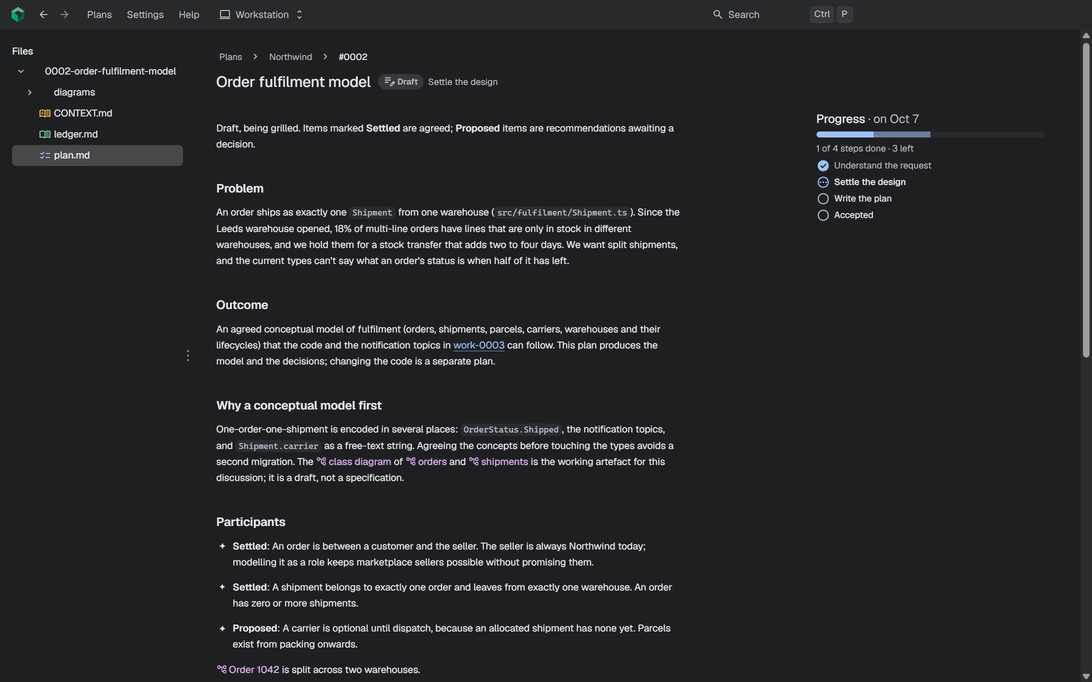 Plans Settings Help Workstation Search Ctrl P
Files
0002-order-fulfilment-model
diagrams
CONTEXT.md
ledger.md
plan.md
Plans > Northwind > #0002
Order fulfilment model Draft Settle the design
Draft, being grilled. Items marked Settled are agreed; Proposed items are recommendations awaiting a
decision.
Problem
An order ships as exactly one Shipment from one warehouse ( src/fulfilment/Shipment.ts ). Since the
Leeds warehouse opened, 18% of multi-line orders have lines that are only in stock in different
warehouses, and we hold them for a stock transfer that adds two to four days. We want split shipments,
and the current types can't say what an order's status is when half of it has left.
Outcome
An agreed conceptual model of fulfilment (orders, shipments, parcels, carriers, warehouses and their
lifecycles) that the code and the notification topics in work-0003 can follow. This plan produces the
model and the decisions; changing the code is a separate plan.
Why a conceptual model first
One-order-one-shipment is encoded in several places: OrderStatus.Shipped , the notification topics,
and Shipment.carrier as a free-text string. Agreeing the concepts before touching the types avoids a
second migration. The class diagram of orders and shipments is the working artefact for this
discussion; it is a draft, not a specification.
Participants
Settled: An order is between a customer and the seller. The seller is always Northwind today;
modelling it as a role keeps marketplace sellers possible without promising them.
Settled: A shipment belongs to exactly one order and leaves from exactly one warehouse. An order
has zero or more shipments.
Proposed: A carrier is optional until dispatch, because an allocated shipment has none yet. Parcels
exist from packing onwards.
Order 1042 is split across two warehouses.
Progress · on Oct 7
1 of 4 steps done · 3 left
Understand the request
Settle the design
Write the plan
Accepted